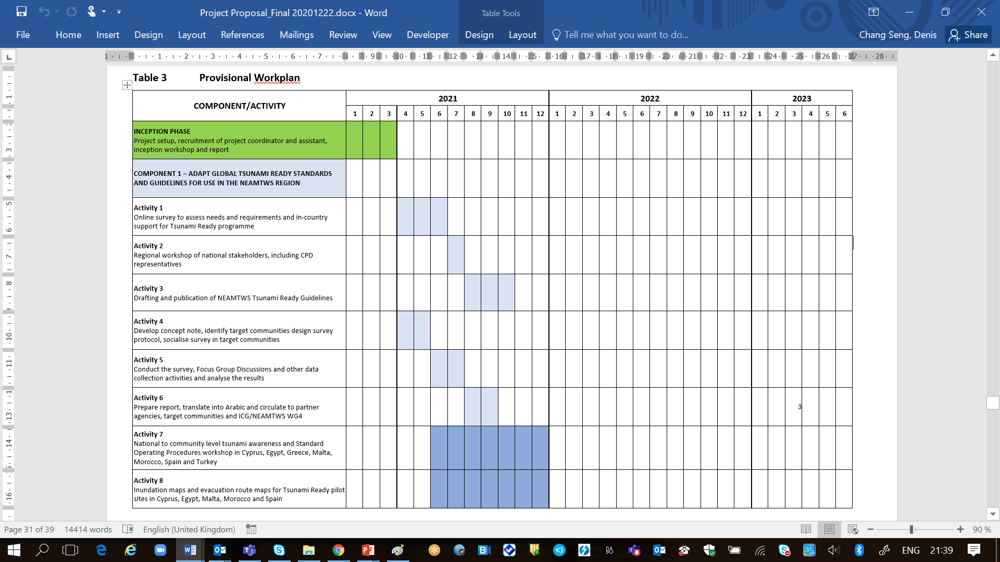 Project Proposal_Final 20201222.docx - Word
Table Tools
File Home Insert Design Layout References Mailings Review View Developer Design Layout Tell me what you want to do... Chang Seng, Denis Share
Table 3 Provisional Workplan
COMPONENT/ACTIVITY 2021 2022 2023
1 2 3 4 5 6 7 8 9 10 11 12 1 2 3 4 5 6 7 8 9 10 11 12 1 2 3 4 5 6
INCEPTION PHASE
Project setup, recruitment of project coordinator and assistant,
inception workshop and report
COMPONENT 1 – ADAPT GLOBAL TSUNAMI READY STANDARDS
AND GUIDELINES FOR USE IN THE NEAMTWS REGION
Activity 1
Online survey to assess needs and requirements and in-country
support for Tsunami Ready programme
Activity 2
Regional workshop of national stakeholders, including CPD
representatives
Activity 3
Drafting and publication of NEAMTWS Tsunami Ready Guidelines
Activity 4
Develop concept note, identify target communities design survey
protocol, socialise survey in target communities
Activity 5
Conduct the survey, Focus Group Discussions and other data
collection activities and analyse the results
Activity 6
Prepare report, translate into Arabic and circulate to partner
agencies, target communities and ICG/NEAMTWS WG4
3
Activity 7
National to community level tsunami awareness and Standard
Operating Procedures workshop in Cyprus, Egypt, Greece, Malta,
Morocco, Spain and Turkey
Activity 8
Inundation maps and evacuation route maps for Tsunami Ready pilot
sites in Cyprus, Egypt, Malta, Morocco and Spain
Page 31 of 39 14414 words English (United Kingdom) 90 %
ENG 21:39